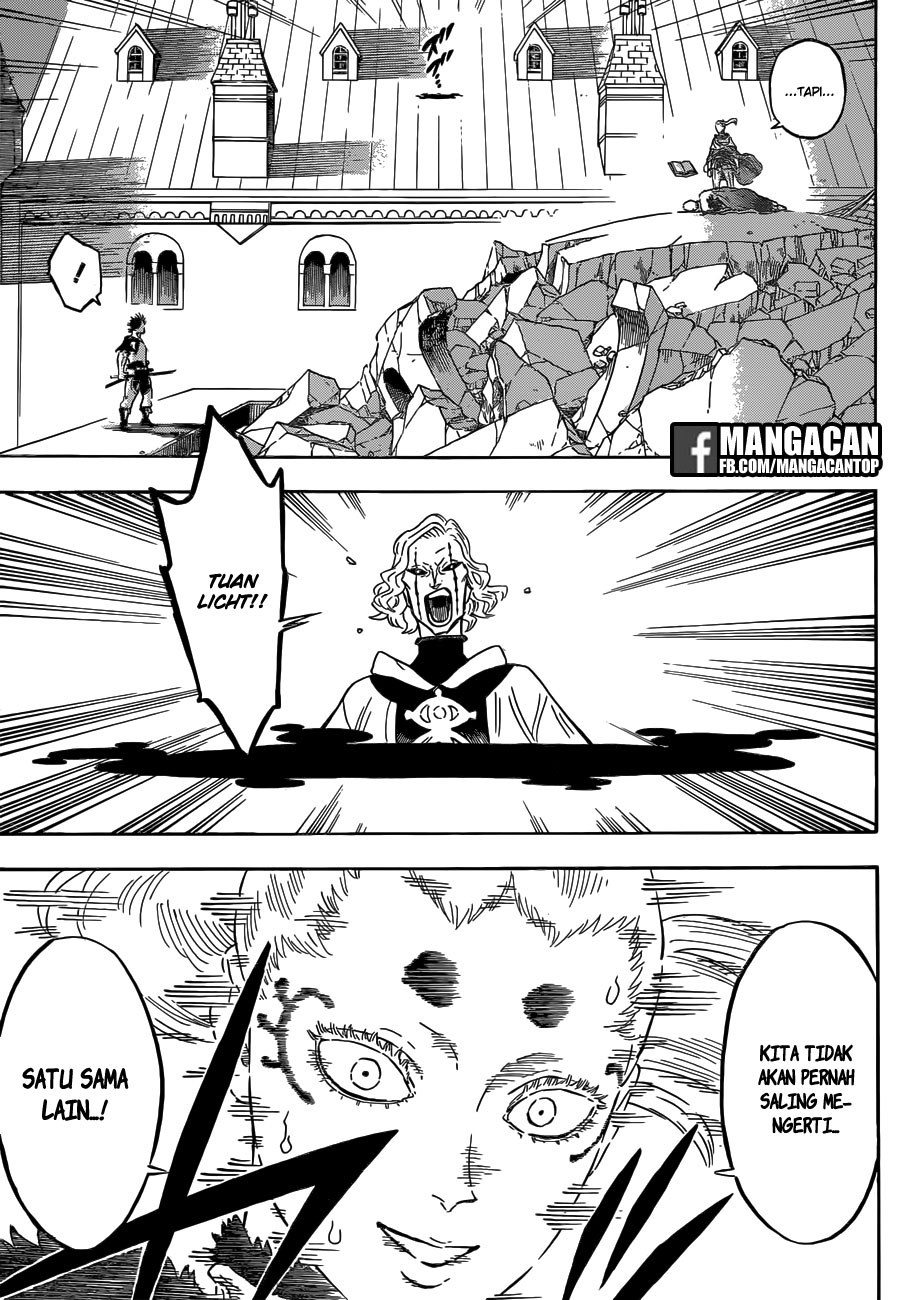 ...TAPI...
!
MANGACAN
FB.COM/MANGACANTOP
TUAN
LICHT!!
KITA TIDAK
AKAN PERNAH
SALING ME-
NGERTI...
SATU SAMA
LAIN...!